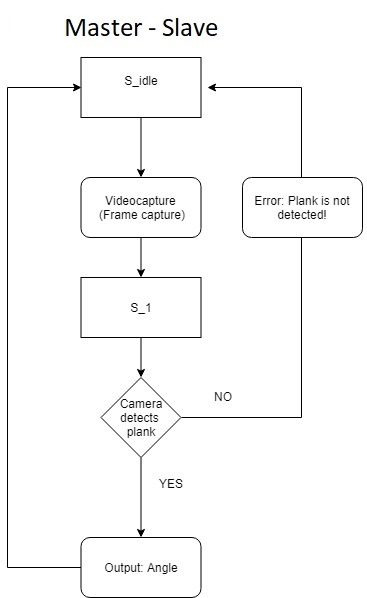 Master - Slave
S_idle
Videocapture
(Frame capture)
Error: Plank is not
detected!
S_1
Camera
detects
plank
NO
YES
Output: Angle